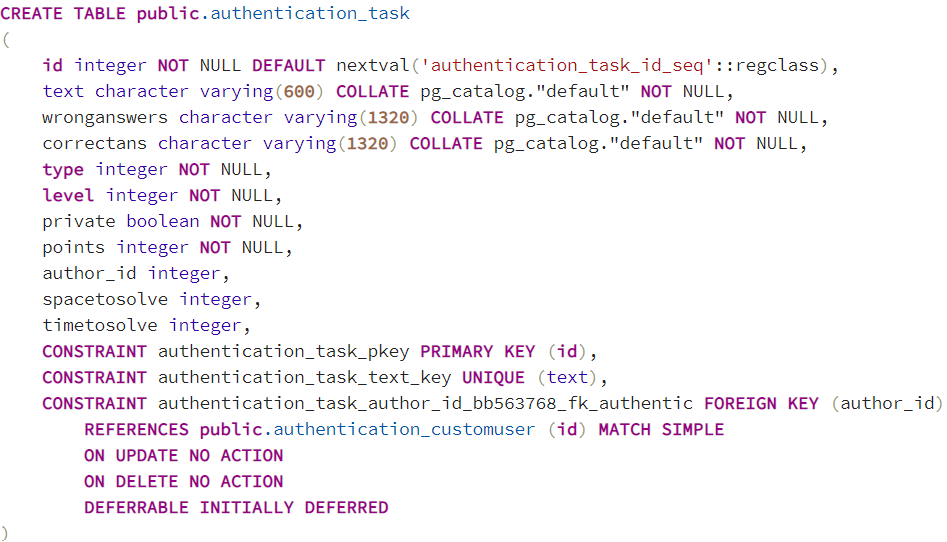 CREATE TABLE public.authentication_task
(
    id integer NOT NULL DEFAULT nextval('authentication_task_id_seq'::regclass),
    text character varying(600) COLLATE pg_catalog."default" NOT NULL,
    wronganswers character varying(1320) COLLATE pg_catalog."default" NOT NULL,
    correctans character varying(1320) COLLATE pg_catalog."default" NOT NULL,
    type integer NOT NULL,
    level integer NOT NULL,
    private boolean NOT NULL,
    points integer NOT NULL,
    author_id integer,
    spacetosolve integer,
    timetosolve integer,
    CONSTRAINT authentication_task_pkey PRIMARY KEY (id),
    CONSTRAINT authentication_task_text_key UNIQUE (text),
    CONSTRAINT authentication_task_author_id_bb563768_fk_authentic FOREIGN KEY (author_id)
        REFERENCES public.authentication_customuser (id) MATCH SIMPLE
        ON UPDATE NO ACTION
        ON DELETE NO ACTION
        DEFERRABLE INITIALLY DEFERRED
)